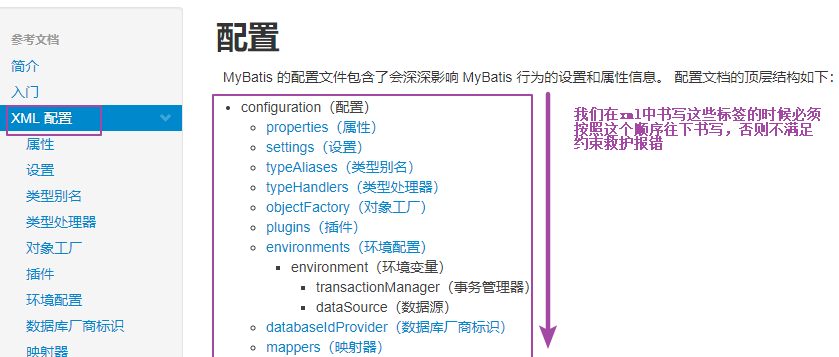 参考文档
简介
入门
XML 配置
属性
设置
类型别名
类型处理器
对象工厂
插件
环境配置
数据库厂商标识
映射器
配置
MyBatis 的配置文件包含了会深深影响 MyBatis 行为的设置和属性信息。 配置文档的顶层结构如下：
configuration（配置）
properties（属性）
settings（设置）
typeAliases（类型别名）
typeHandlers（类型处理器）
objectFactory（对象工厂）
plugins（插件）
environments（环境配置）
environment（环境变量）
transactionManager（事务管理器）
dataSource（数据源）
databaseIdProvider（数据库厂商标识）
mappers（映射器）
我们在xml中书写这些标签的时候必须
按照这个顺序往下书写，否则不满足
约束救护报错